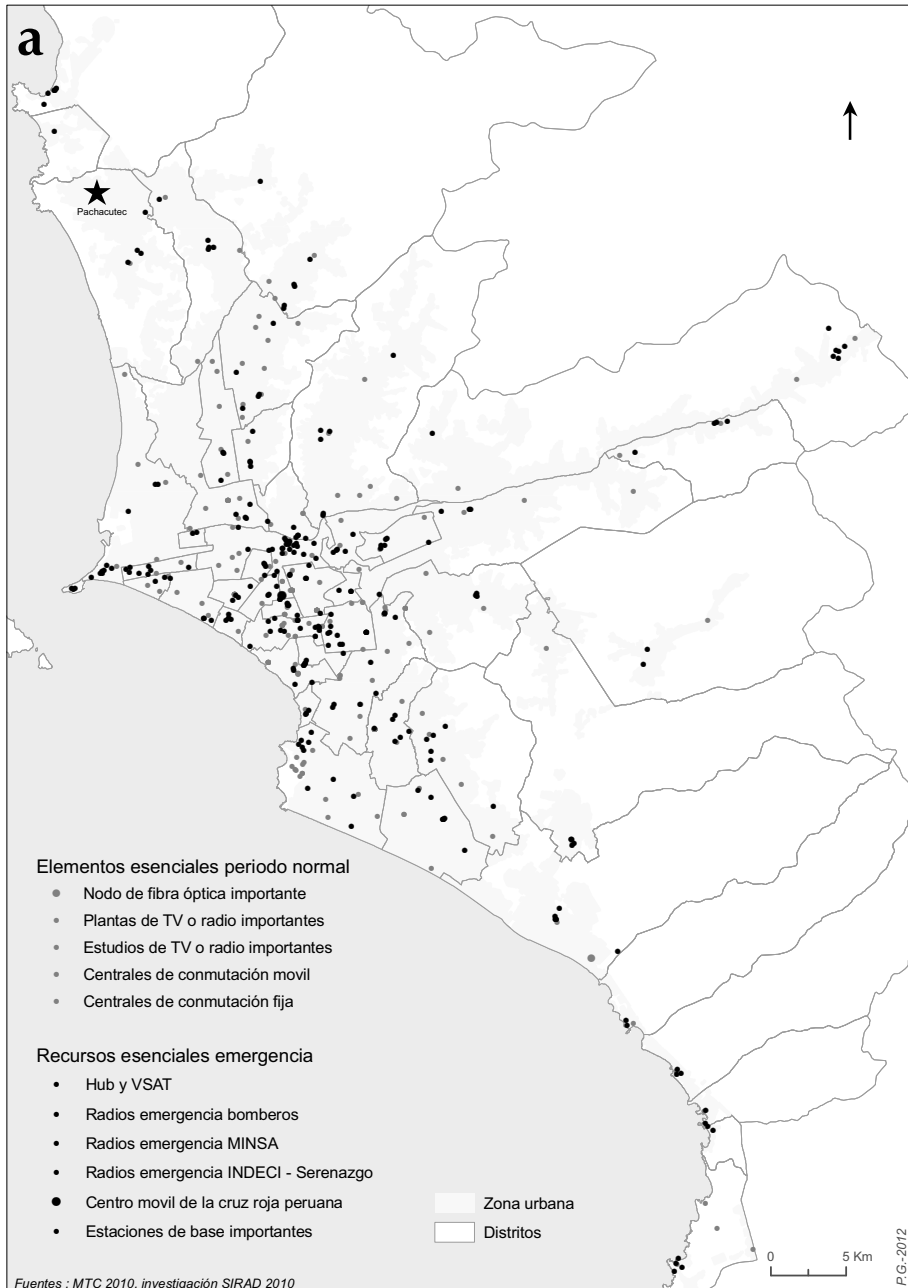 a
Pachacutec
Elementos esenciales periodo normal
Nodo de fibra óptica importante
Plantas de TV o radio importantes
Estudios de TV o radio importantes
Centrales de conmutación movil
Centrales de conmutación fija
Recursos esenciales emergencia
Hub y VSAT
Radios emergencia bomberos
Radios emergencia MINSA
Radios emergencia INDECI - Serenazgo
Centro movil de la cruz roja peruana
Estaciones de base importantes
Zona urbana
Distritos
0 5 Km
P.G.-2012
Fuentes : MTC 2010, investigación SIRAD 2010